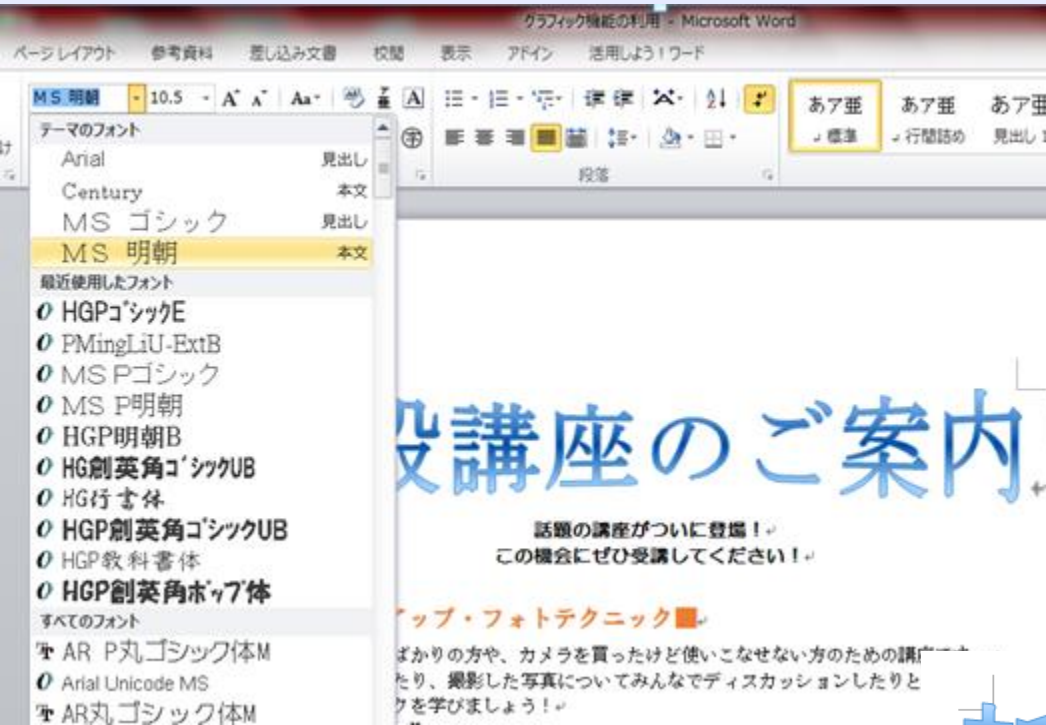 グラフィック機能の利用 - Microsoft Word
ページレイアウト 参考資料 差し込み文書 校閲 表示 アドイン 活用しよう！ワード
ＭＳ 明朝 10.5 A A Aa A
あア亜 あア亜 あア亜
標準 行間詰め 見出し 1
段落
テーマのフォント
Arial 見出し
Century 本文
ＭＳ ゴシック 見出し
ＭＳ 明朝 本文
最近使用したフォント
HGPｺﾞｼｯｸE
PMingLiU-ExtB
ＭＳ Ｐゴシック
ＭＳ Ｐ明朝
HGP明朝B
HG創英角ｺﾞｼｯｸUB
HG行書体
HGP創英角ｺﾞｼｯｸUB
HGP教科書体
HGP創英角ﾎﾟｯﾌﾟ体
すべてのフォント
AR P丸ゴシック体M
Arial Unicode MS
AR丸ゴシック体M
設講座のご案内
話題の講座がついに登場！
この機会にぜひ受講してください！
アップ・フォトテクニック■
ばかりの方や、カメラを買ったけど使いこなせない方のための講
たり、撮影した写真についてみんなでディスカッションしたりと
クを学びましょう！